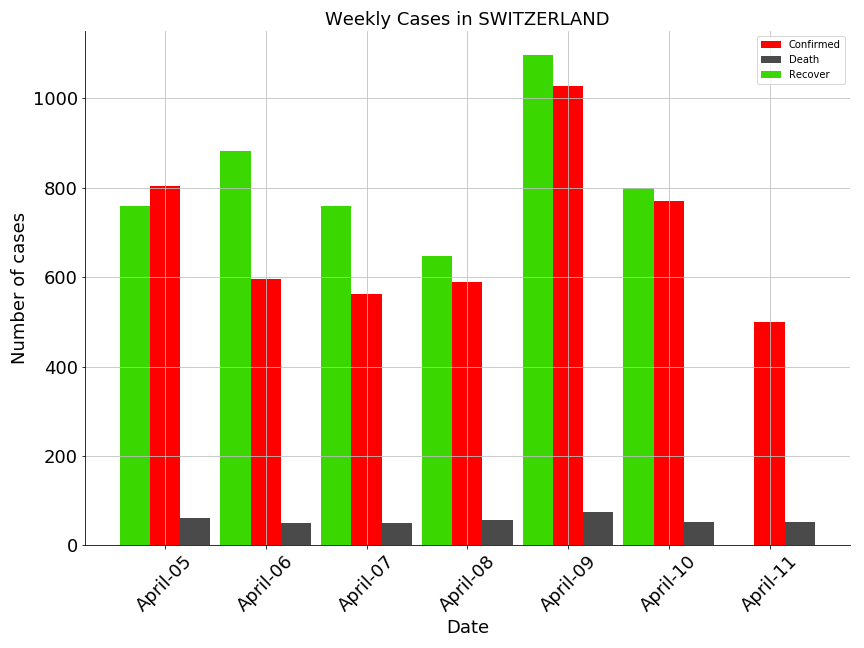 Weekly Cases in SWITZERLAND
Confirmed
Death
Recover
Number of cases
1000
800
600
400
200
0
April-05
April-06
April-07
April-08
April-09
April-10
April-11
Date